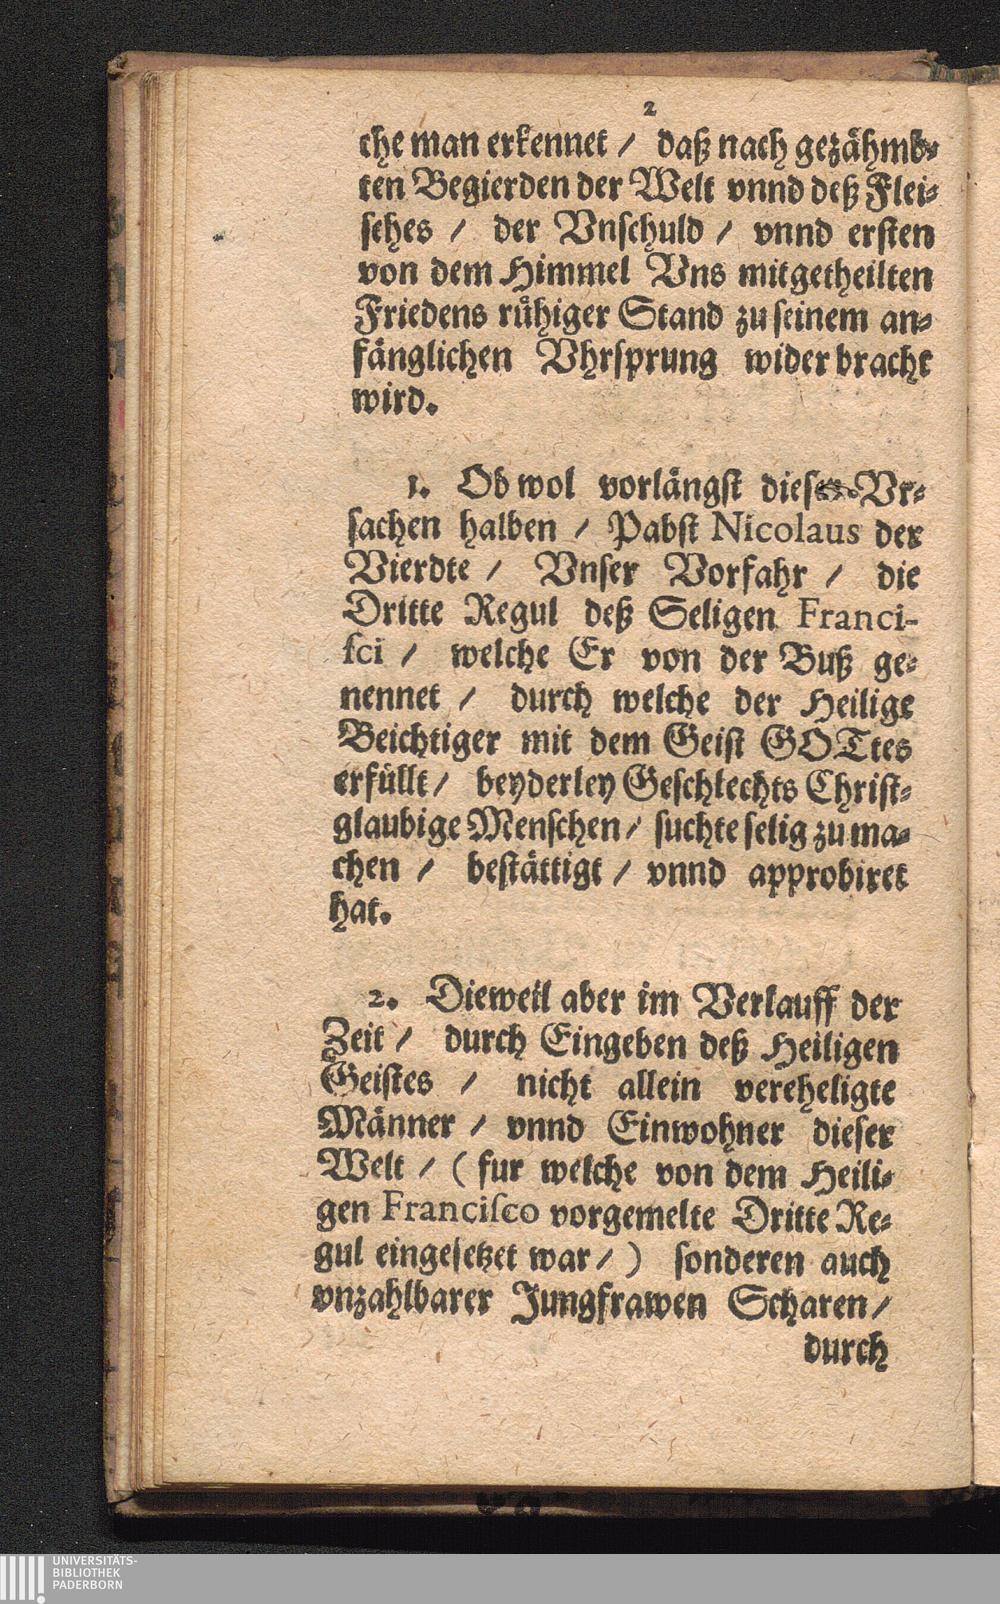 2
che man erkennet / daß nach gezähmb-
ten Begierden der Welt vnnd deß Flei-
sches / der Vnschuld / vnnd ersten
von dem Himmel Vns mitgetheilten
Friedens růhiger Stand zu seinem an-
fänglichen Vhrsprung widerbracht
wird.
1. Ob wol vorlängst dieser Vr-
sachen halben / Pabst Nicolaus der
Vierdte / Vnser Vorfahr / die
Dritte Regul deß Seligen Franci-
sci / welche Er von der Buß ge-
nennet / durch welche der Heilige
Beichtiger mit dem Geist GOTtes
erfüllt / beyderley Geschlechts Christ-
glaubige Menschen / suchte selig zu ma-
chen / bestättigt / vnnd approbiret
hat.
2. Dieweil aber im Verlauff der
Zeit / durch Eingeben deß Heiligen
Geistes / nicht allein vereheligte
Männer / vnnd Einwohner dieser
Welt / (fur welche von dem Heili-
gen Francisco vorgemelte Dritte Re-
gul eingesetzet war /) sonderen auch
vnzahlbarer Jungfrawen Scharen /
durch
UNIVERSITÄTS-
BIBLIOTHEK
PADERBORN